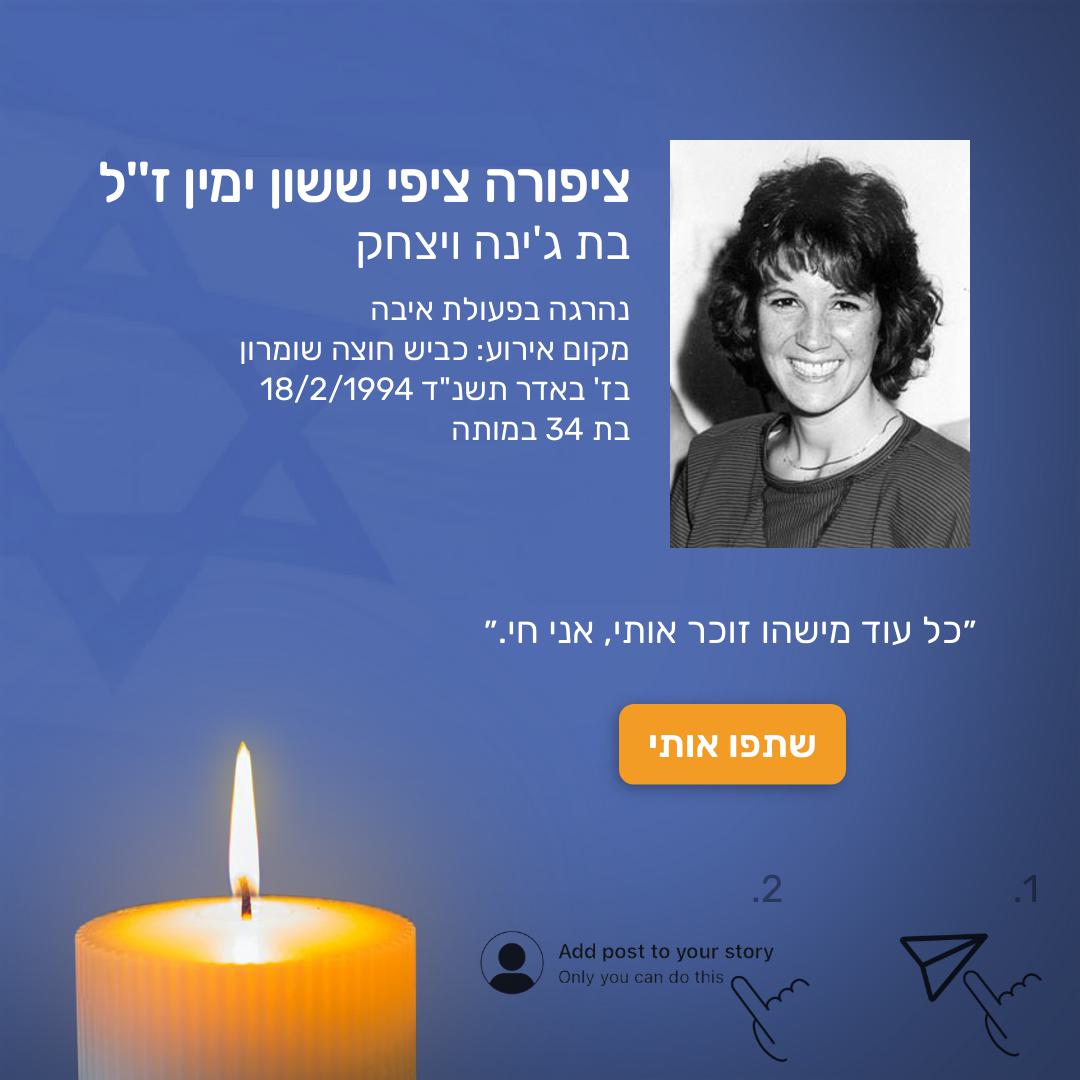 ציפורה ציפי ששון ימין ז"ל
בת ג'ינה ויצחק
נהרגה בפעולת איבה
מקום אירוע: כביש חוצה שומרון
בז' באדר תשנ"ד 18/2/1994
בת 34 במותה
״כל עוד מישהו זוכר אותי, אני חי.״
שתפו אותי
1.
2.
Add post to your story
Only you can do this